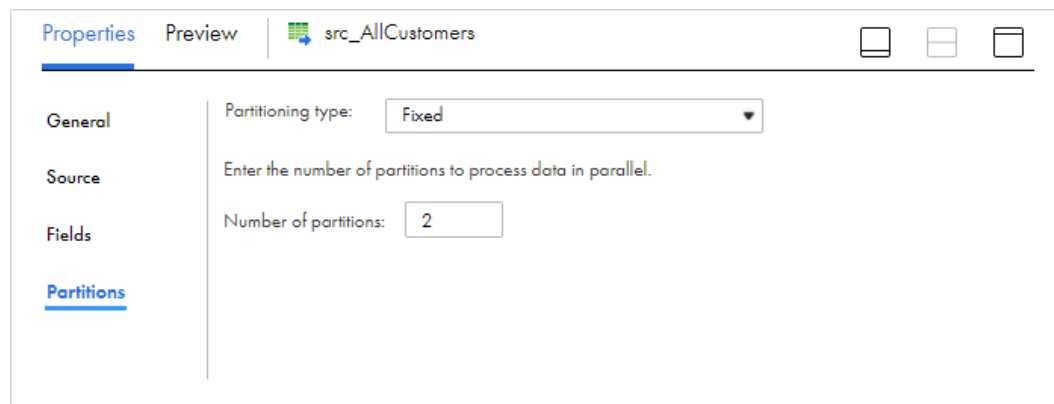 Properties Preview src_AllCustomers
General
Source
Fields
Partitions
Partitioning type: Fixed
Enter the number of partitions to process data in parallel.
Number of partitions: 2